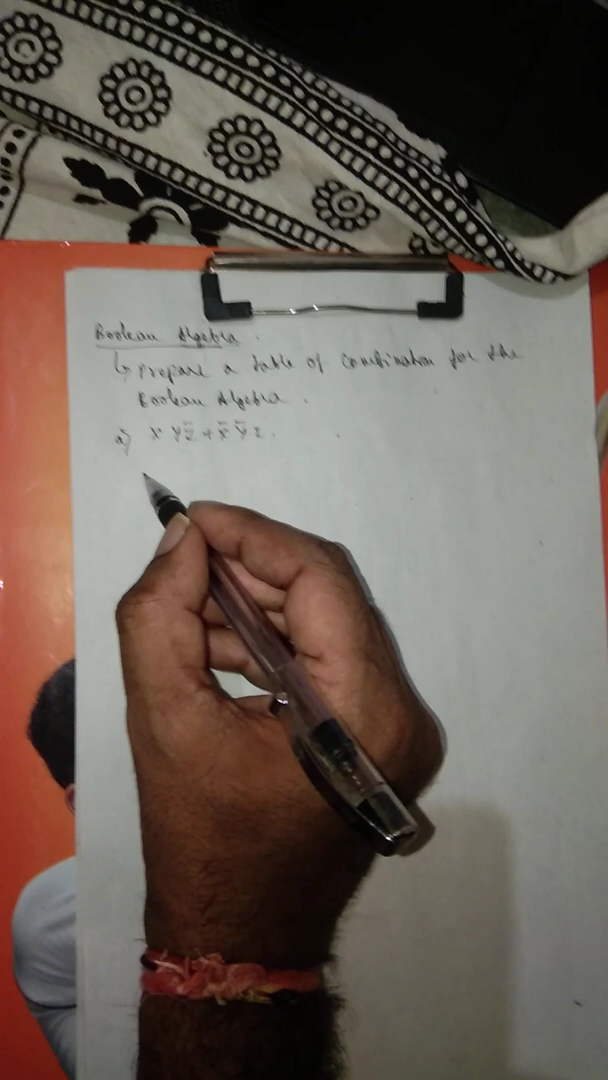 Boolean Algebra.
↳ prepare a table of combination for the
Boolean Algebra.
a) x y z̅ + x̅ y̅ z.